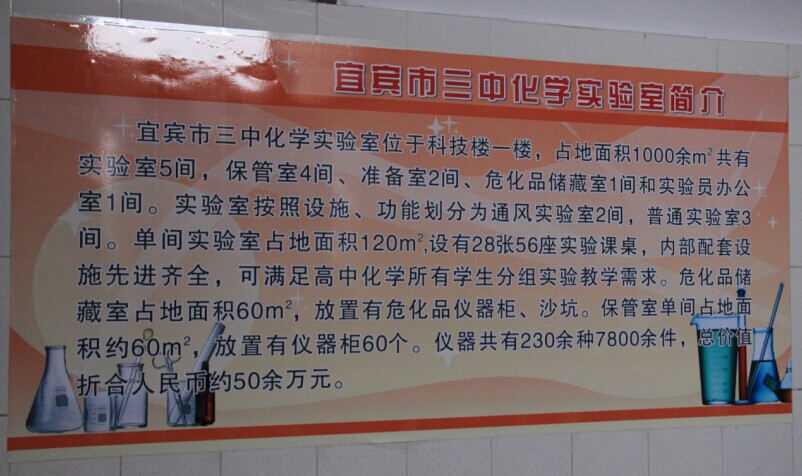 宜宾市三中化学实验室简介
宜宾市三中化学实验室位于科技楼一楼，占地面积1000余m²共有
实验室5间，保管室4间、准备室2间、危化品储藏室1间和实验员办公
室1间。实验室按照设施、功能划分为通风实验室2间，普通实验室3
间。单间实验室占地面积120m²,设有28张56座实验课桌，内部配套设
施先进齐全，可满足高中化学所有学生分组实验教学需求。危化品储
藏室占地面积60m²，放置有危化品仪器柜、沙坑。保管室单间占地面
积约60m²，放置有仪器柜60个。仪器共有230余种7800余件，总价值
折合人民币约50余万元。